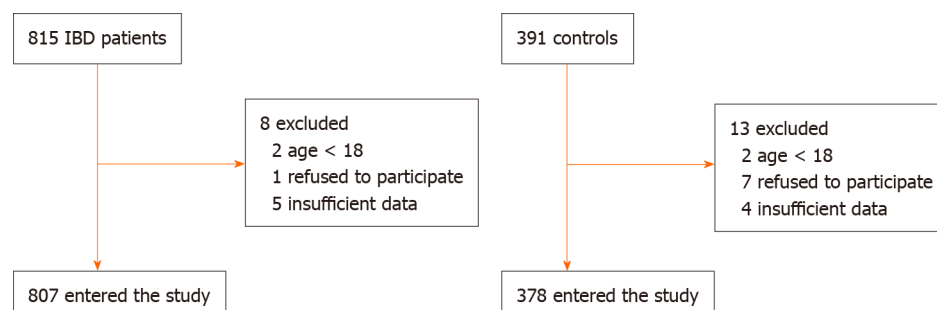 815 IBD patients
8 excluded
2 age < 18
1 refused to participate
5 insufficient data
807 entered the study
391 controls
13 excluded
2 age < 18
7 refused to participate
4 insufficient data
378 entered the study